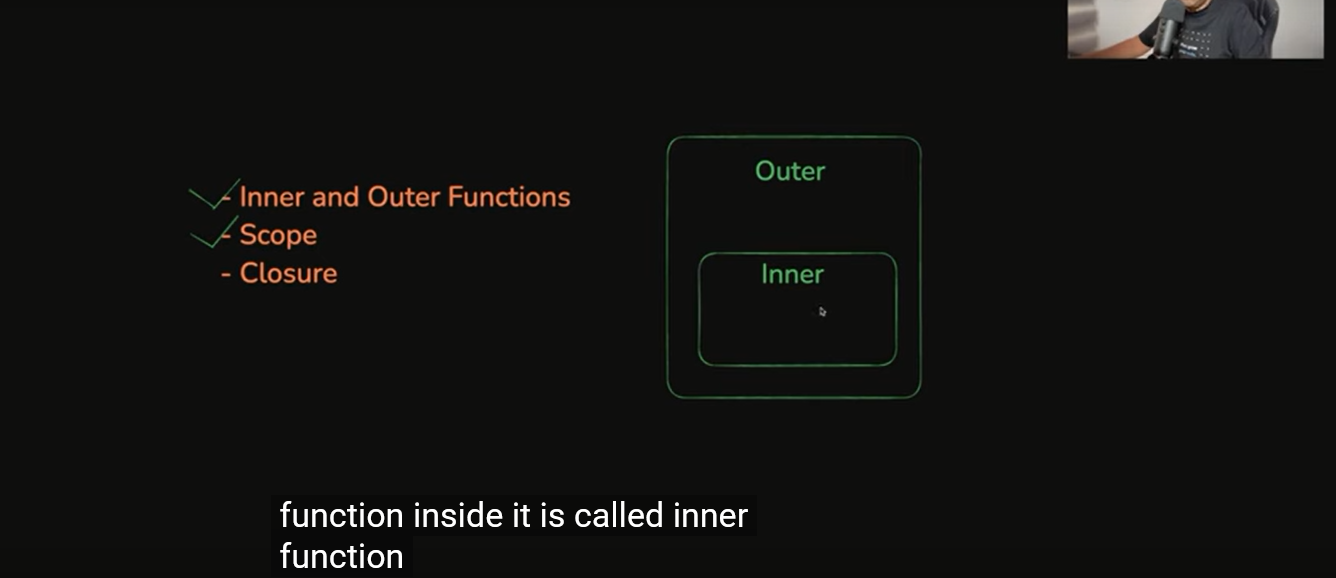 - Inner and Outer Functions
- Scope
- Closure
Outer
Inner
function inside it is called inner
function